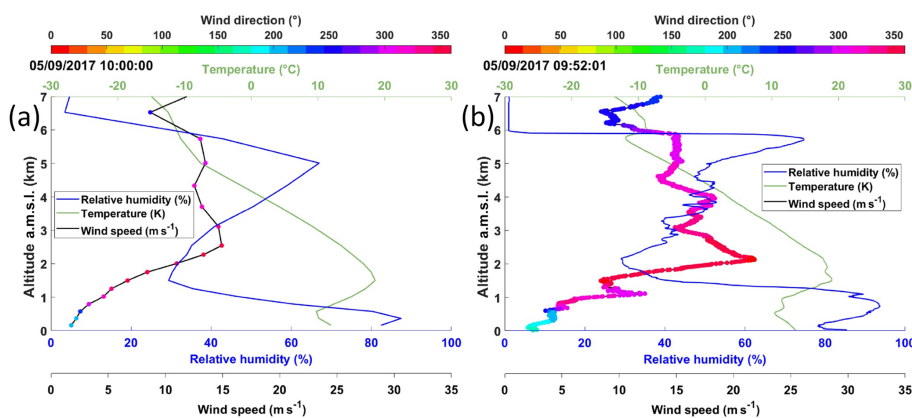 Wind direction (°)
0 50 100 150 200 250 300 350
05/09/2017 10:00:00
Temperature (°C)
-30 -25 -20 -15 -10 -5 0 5 10 15 20 25 30
(a)
Altitude a.m.s.l. (km)
7
6
5
4
3
2
1
0
Relative humidity (%)
Temperature (K)
Wind speed (m s⁻¹)
0 20 40 60 80 100
Relative humidity (%)
0 5 10 15 20 25 30 35
Wind speed (m s⁻¹)
Wind direction (°)
0 50 100 150 200 250 300 350
05/09/2017 09:52:01
Temperature (°C)
-30 -20 -10 0 10 20 30
(b)
Altitude a.m.s.l. (km)
7
6
5
4
3
2
1
0
Relative humidity (%)
Temperature (K)
Wind speed (m s⁻¹)
0 20 40 60 80 100
Relative humidity (%)
0 5 10 15 20 25 30 35
Wind speed (m s⁻¹)